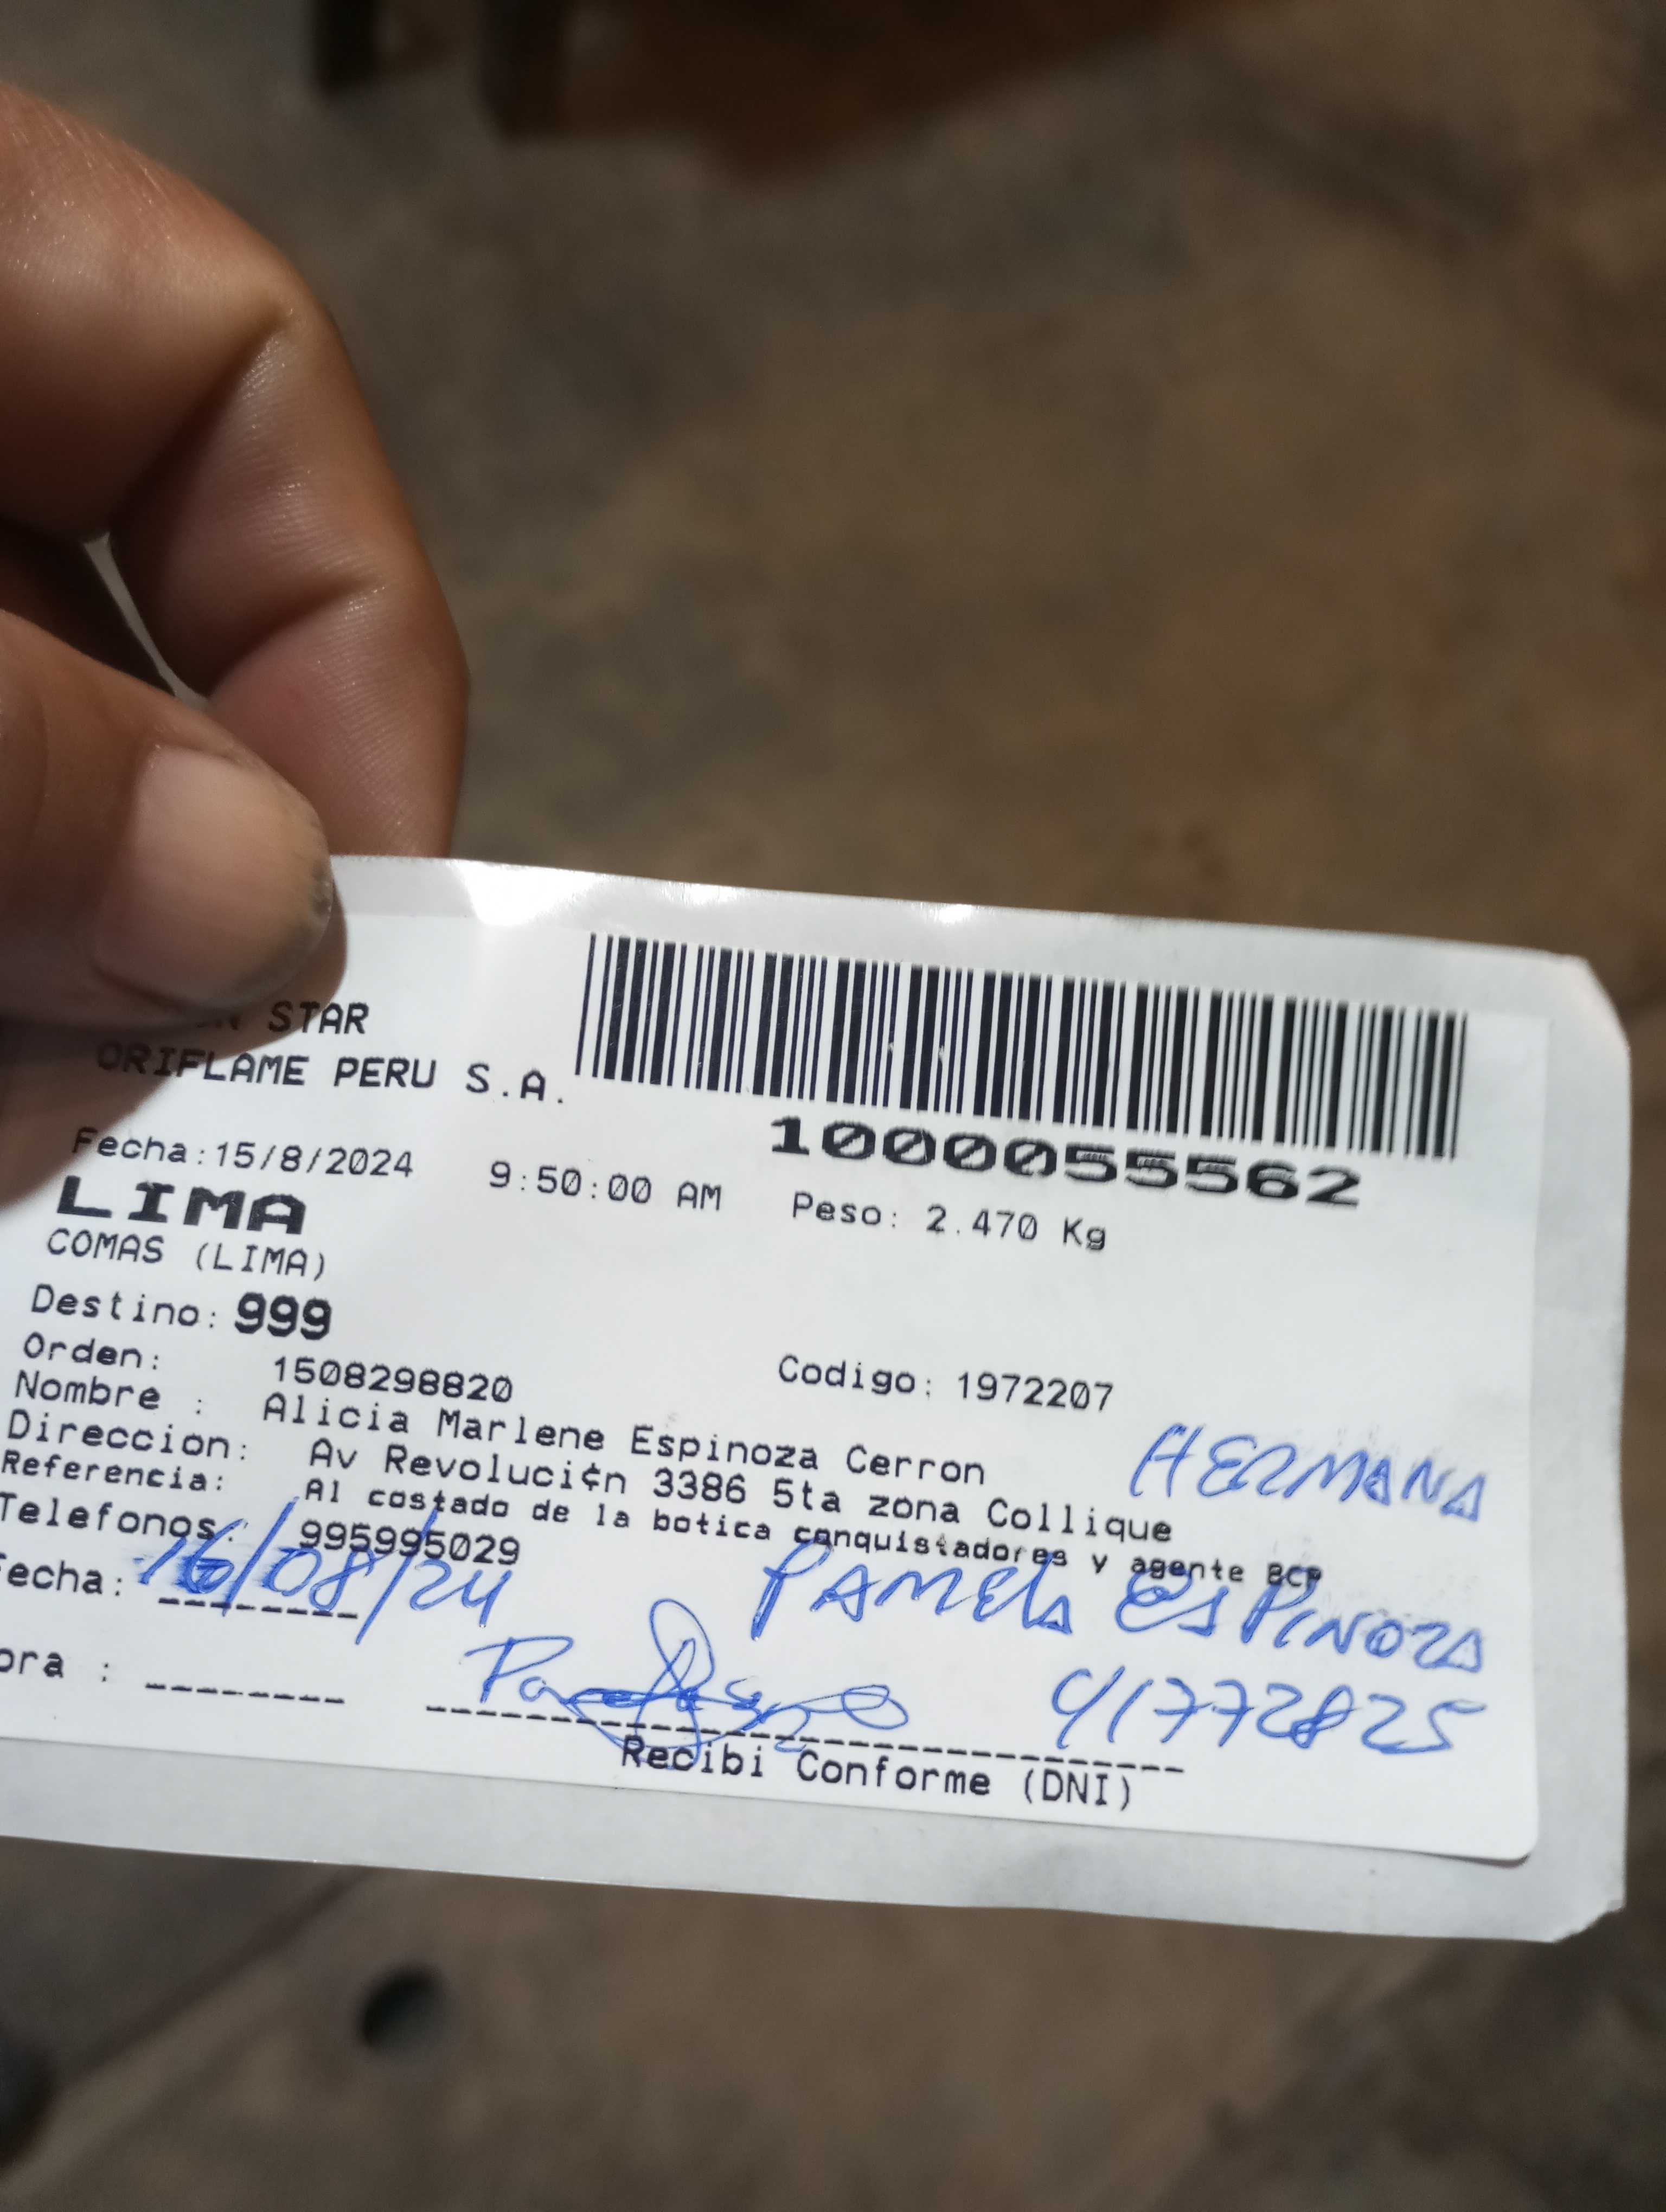 STAR
ORIFLAME PERU S.A.
1000055562
Fecha:15/8/2024 9:50:00 AM Peso: 2.470 Kg
LIMA
COMAS (LIMA)
Destino: 999
Orden: 1508298820 Codigo: 1972207
Nombre : Alicia Marlene Espinoza Cerron
HERMANA
Direccion: Av Revoluci¢n 3386 5ta zona Collique
Referencia: Al costado de la botica conquistadores y agente BCP
Telefonos: 995995029
PAMELA ESPINOZA
echa: 16/08/24
41772825
ora :
Recibi Conforme (DNI)